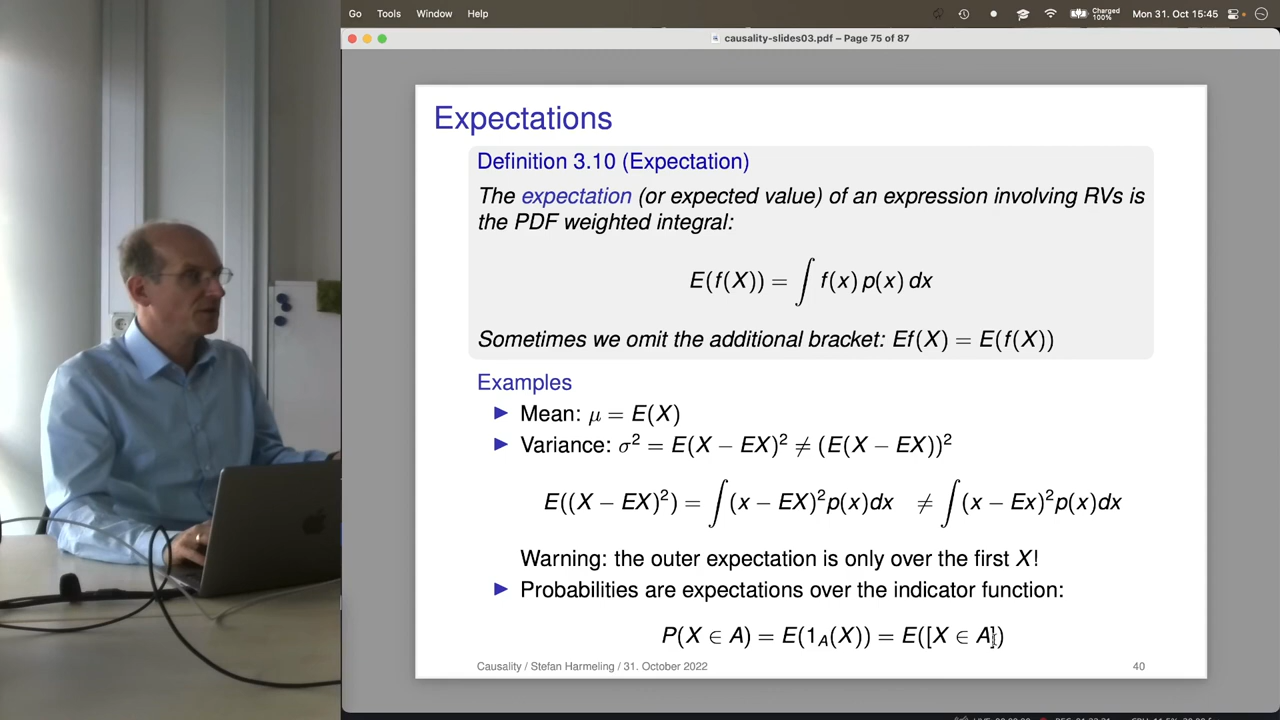 Go Tools Window Help Charged 100% Mon 31. Oct 15:45
causality-slides03.pdf – Page 75 of 87
Expectations
Definition 3.10 (Expectation)
The expectation (or expected value) of an expression involving RVs is
the PDF weighted integral:
E(f(X)) = ∫ f(x) p(x) dx
Sometimes we omit the additional bracket: Ef(X) = E(f(X))
Examples
▶ Mean: μ = E(X)
▶ Variance: σ² = E(X − EX)² ≠ (E(X − EX))²
E((X − EX)²) = ∫(x − EX)²p(x)dx ≠ ∫(x − Ex)²p(x)dx
Warning: the outer expectation is only over the first X!
▶ Probabilities are expectations over the indicator function:
P(X ∈ A) = E(1_A(X)) = E([X ∈ A])
Causality / Stefan Harmeling / 31. October 2022 40